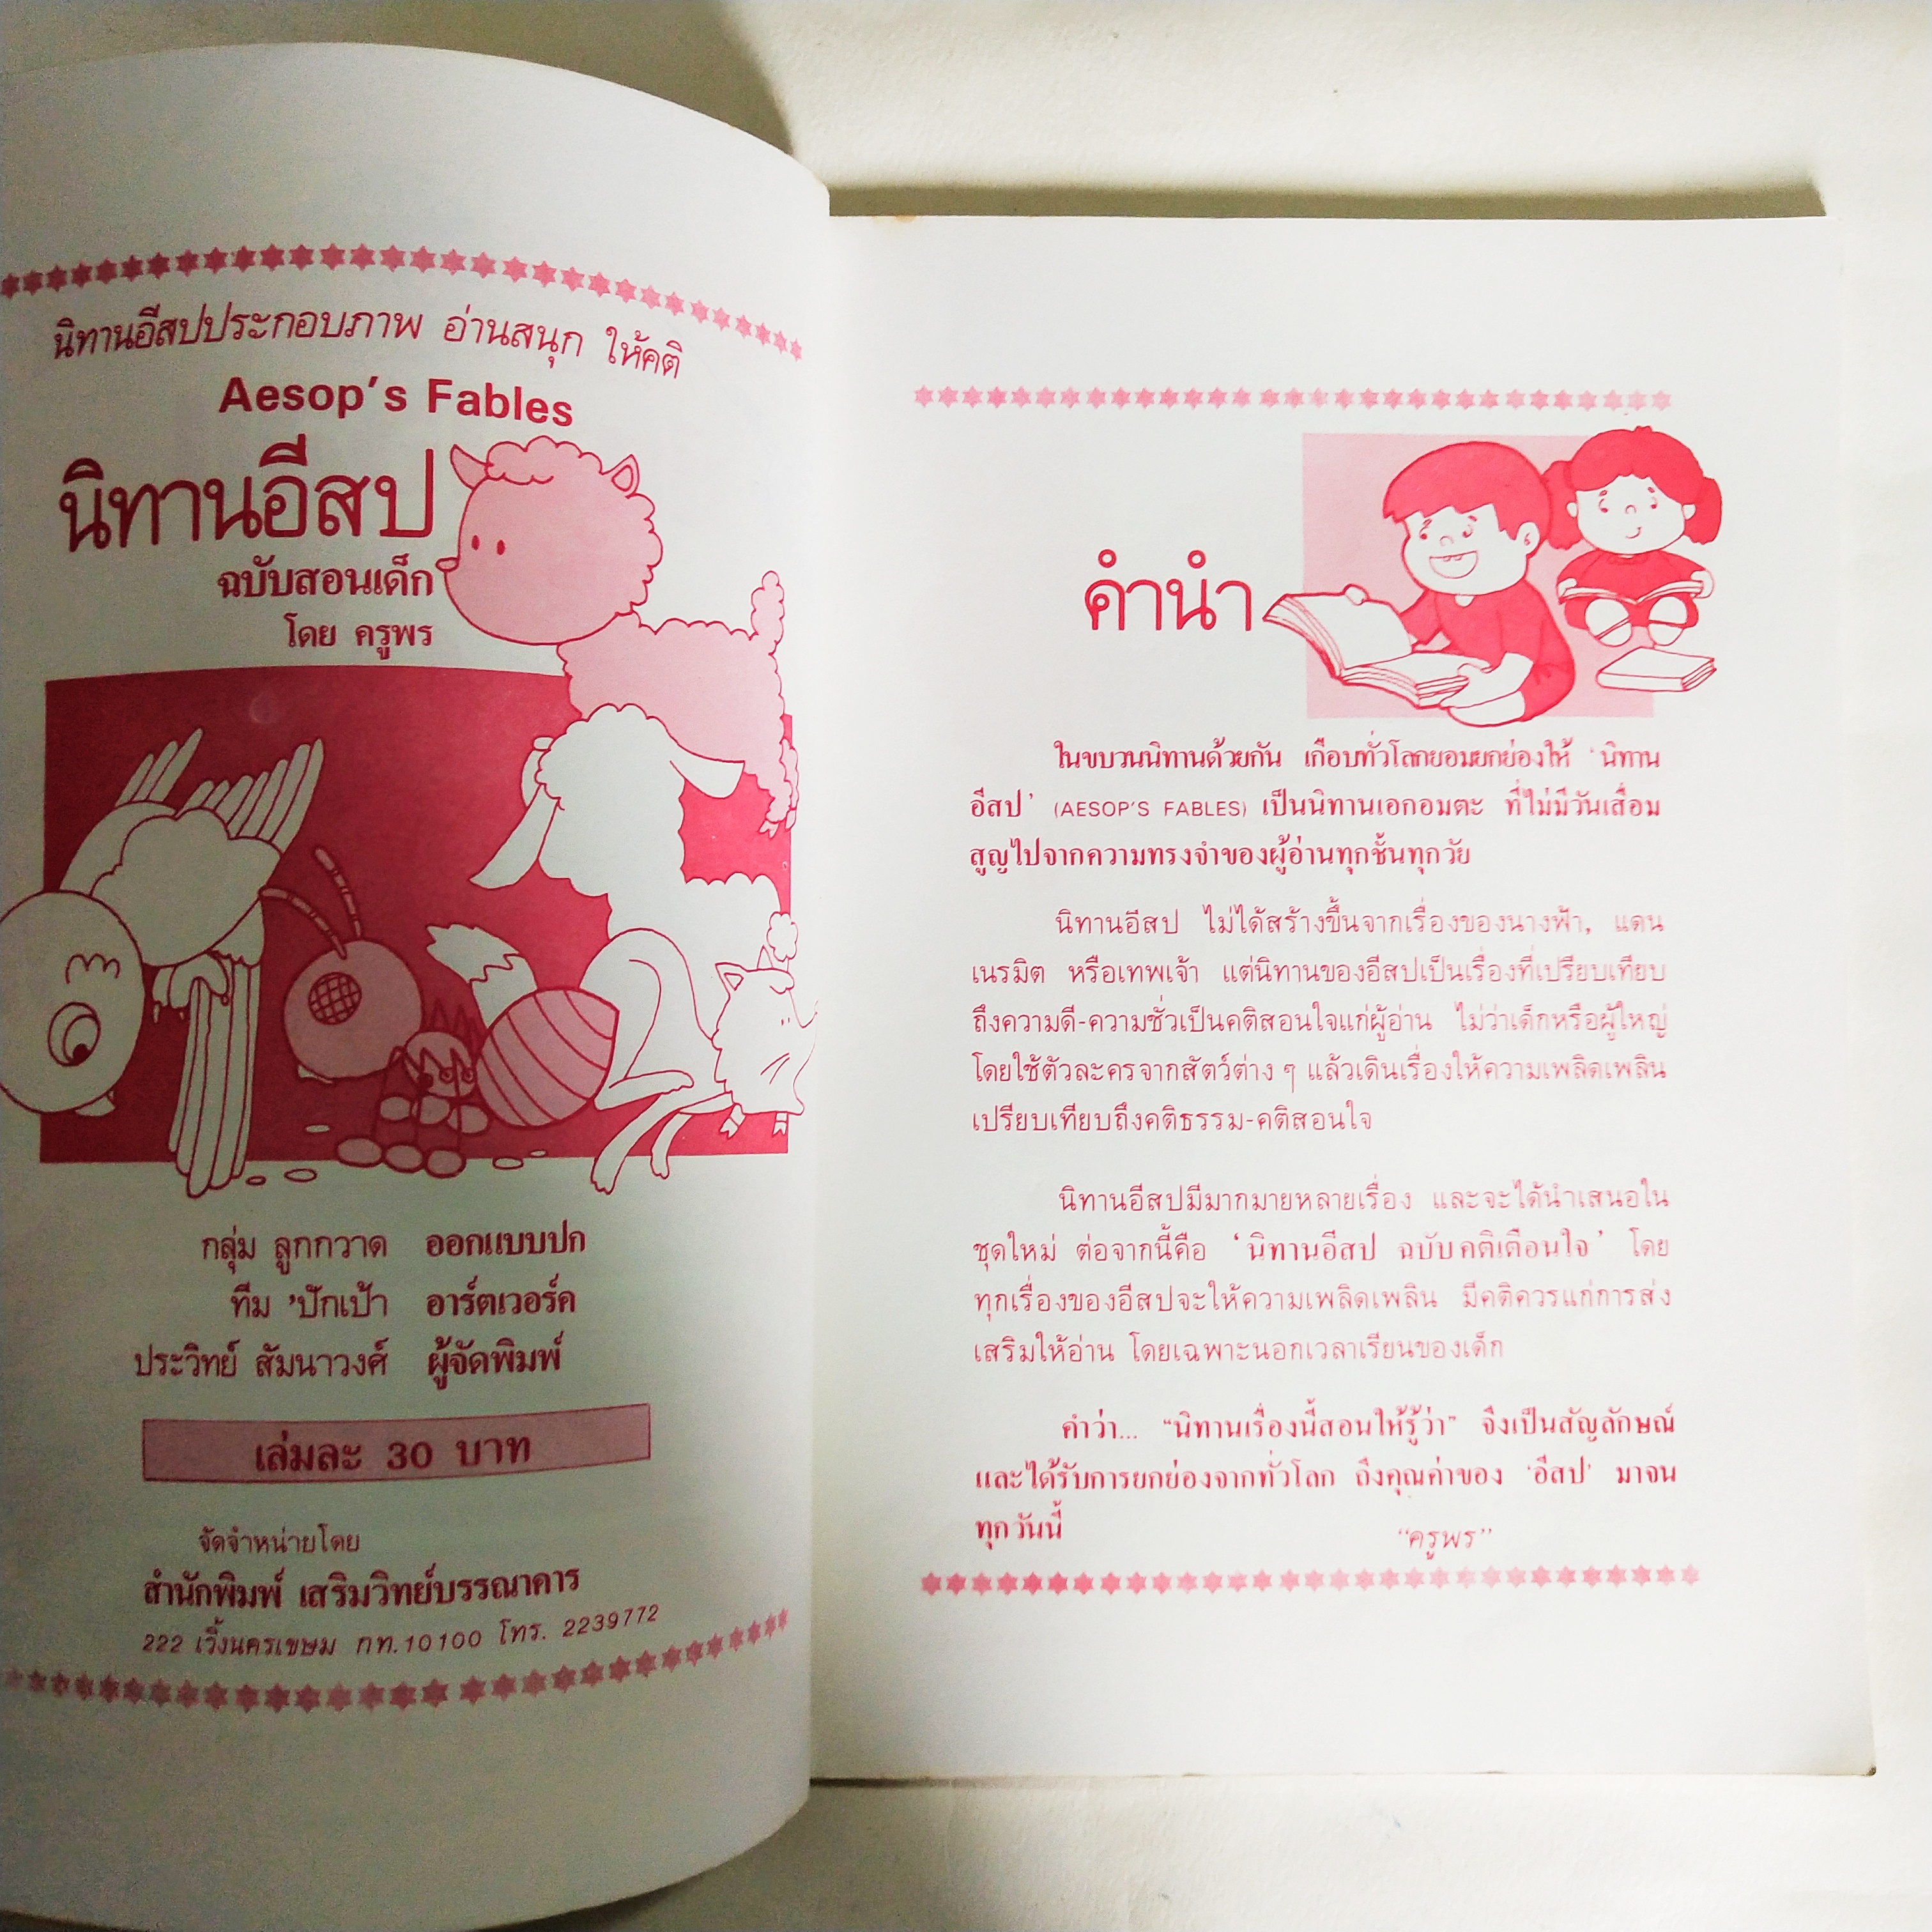 นิทานอีสปประกอบภาพ อ่านสนุก ให้คติ
Aesop's Fables
นิทานอีสป
ฉบับสอนเด็ก
โดย ครูพร
กลุ่ม ลูกกวาด ออกแบบปก
ทีม 'ปักเป้า อาร์ตเวอร์ค
ประวิทย์ สัมนาวงศ์ ผู้จัดพิมพ์
เล่มละ 30 บาท
จัดจำหน่ายโดย
สำนักพิมพ์ เสริมวิทย์บรรณาคาร
222 เวิ้งนครเขษม กท.10100 โทร. 2239772
คำนำ
ในขบวนนิทานด้วยกัน เกือบทั่วโลกยอมยกย่องให้ 'นิทาน
อีสป' (AESOP'S FABLES) เป็นนิทานเอกอมตะ ที่ไม่มีวันเสื่อม
สูญไปจากความทรงจำของผู้อ่านทุกชั้นทุกวัย
นิทานอีสป ไม่ได้สร้างขึ้นจากเรื่องของนางฟ้า, แดน
เนรมิต หรือเทพเจ้า แต่นิทานของอีสปเป็นเรื่องที่เปรียบเทียบ
ถึงความดี-ความชั่วเป็นคติสอนใจแก่ผู้อ่าน ไม่ว่าเด็กหรือผู้ใหญ่
โดยใช้ตัวละครจากสัตว์ต่าง ๆ แล้วเดินเรื่องให้ความเพลิดเพลิน
เปรียบเทียบถึงคติธรรม-คติสอนใจ
นิทานอีสปมีมากมายหลายเรื่อง และจะได้นำเสนอใน
ชุดใหม่ ต่อจากนี้คือ 'นิทานอีสป ฉบับคติเตือนใจ' โดย
ทุกเรื่องของอีสปจะให้ความเพลิดเพลิน มีคติควรแก่การส่ง
เสริมให้อ่าน โดยเฉพาะนอกเวลาเรียนของเด็ก
คำว่า... "นิทานเรื่องนี้สอนให้รู้ว่า" จึงเป็นสัญลักษณ์
และได้รับการยกย่องจากทั่วโลก ถึงคุณค่าของ 'อีสป' มาจน
ทุกวันนี้
"ครูพร"